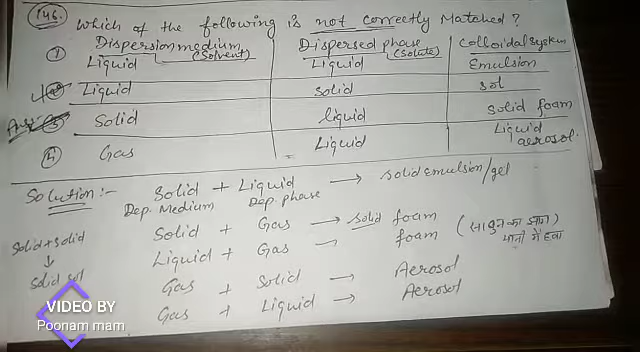 146. Which of the following is not correctly Matched?
Dispersion medium (Solvent) Dispersed phase (Solute) Colloidal system
① Liquid Liquid Emulsion
Liquid solid sol
Ans. Solid liquid solid foam
④ Gas Liquid Liquid aerosol.
Solution:- Solid + Liquid → solid emulsion/gel
Dep. Medium Dep. phase
Solid + Gas → solid foam
Liquid + Gas → foam (साबुन का झाग)
पानी में हवा
Solid + Solid
↓
Solid sol
Gas + Solid → Aerosol
Gas + Liquid → Aerosol
VIDEO BY
Poonam mam